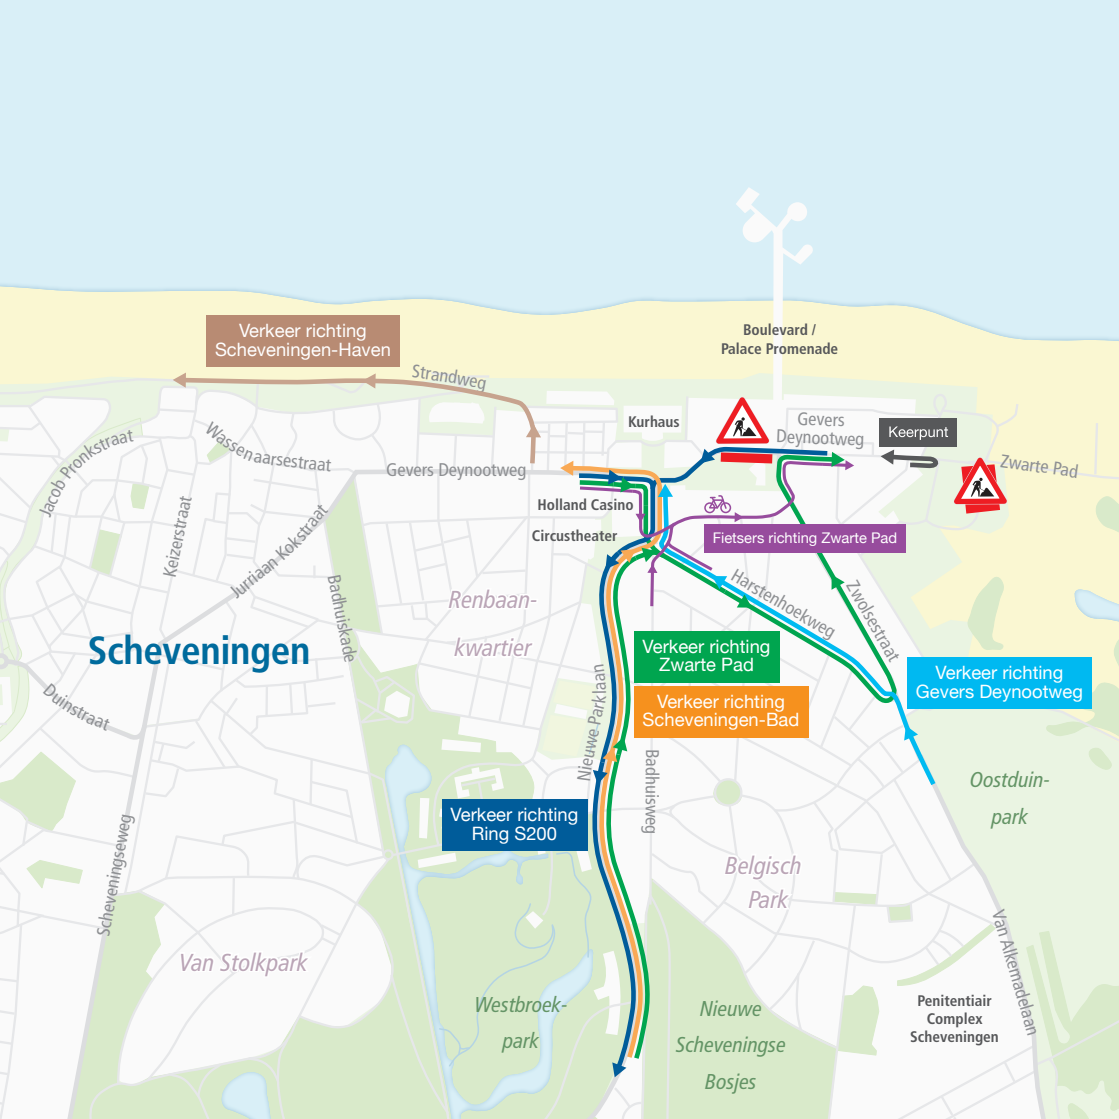 Verkeer richting
Scheveningen-Haven
Boulevard /
Palace Promenade
Strandweg
Kurhaus
Gevers
Deynootweg
Keerpunt
Zwarte Pad
Jacob Pronkstraat
Wassenaarsestraat
Gevers Deynootweg
Holland Casino
Circustheater
Fietsers richting Zwarte Pad
Keizerstraat
Jurriaan Kokstraat
Badhuiskade
Renbaan-
kwartier
Harstenhoekweg
Zwolsestraat
Scheveningen
Verkeer richting
Zwarte Pad
Verkeer richting
Gevers Deynootweg
Verkeer richting
Scheveningen-Bad
Duinstraat
Nieuwe Parklaan
Badhuisweg
Oostduin-
park
Verkeer richting
Ring S200
Scheveningseweg
Belgisch
Park
Van Alkemadelaan
Van Stolkpark
Westbroek-
park
Nieuwe
Scheveningse
Bosjes
Penitentiair
Complex
Scheveningen